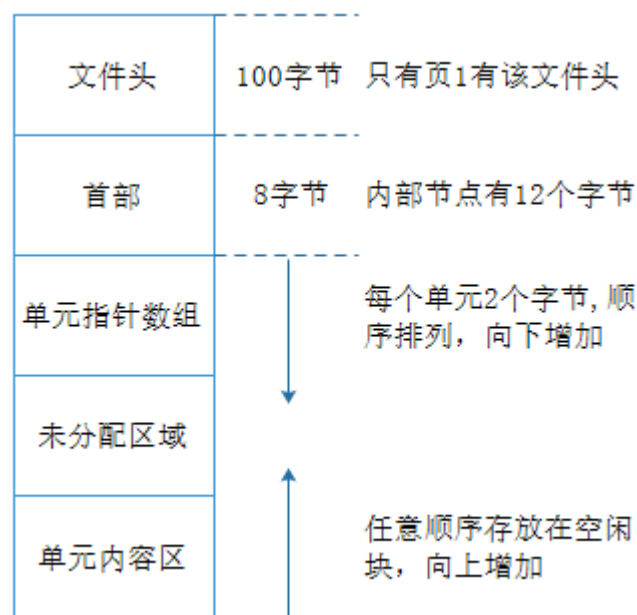 文件头 100字节 只有页1有该文件头
首部 8字节 内部节点有12个字节
单元指针数组
每个单元2个字节,顺
序排列，向下增加
未分配区域
单元内容区
任意顺序存放在空闲
块，向上增加